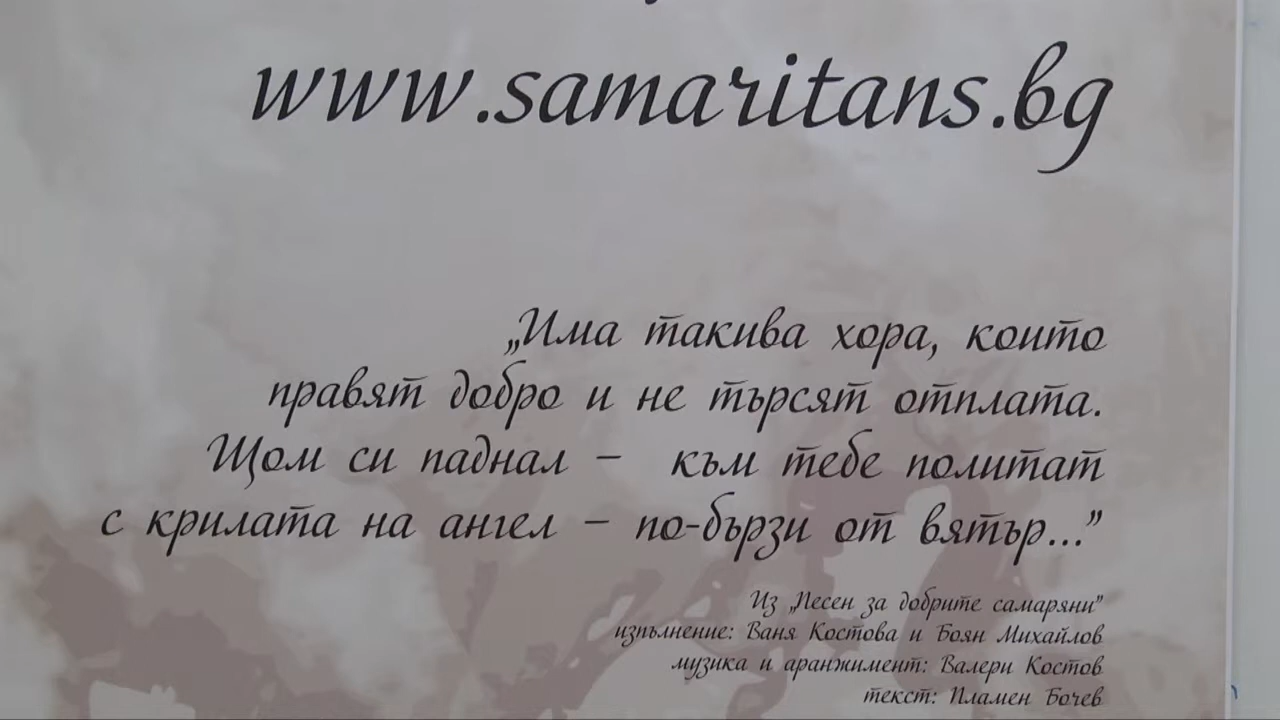 www.samaritans.bg
„Има такива хора, които
правят добро и не търсят отплата.
Щом си паднал – към тебе политат
с крилата на ангел – по-бързи от вятър...”
Из „Песен за добрите самаряни”
изпълнение: Ваня Костова и Боян Михайлов
музика и аранжимент: Валери Костов
текст: Пламен Бочев